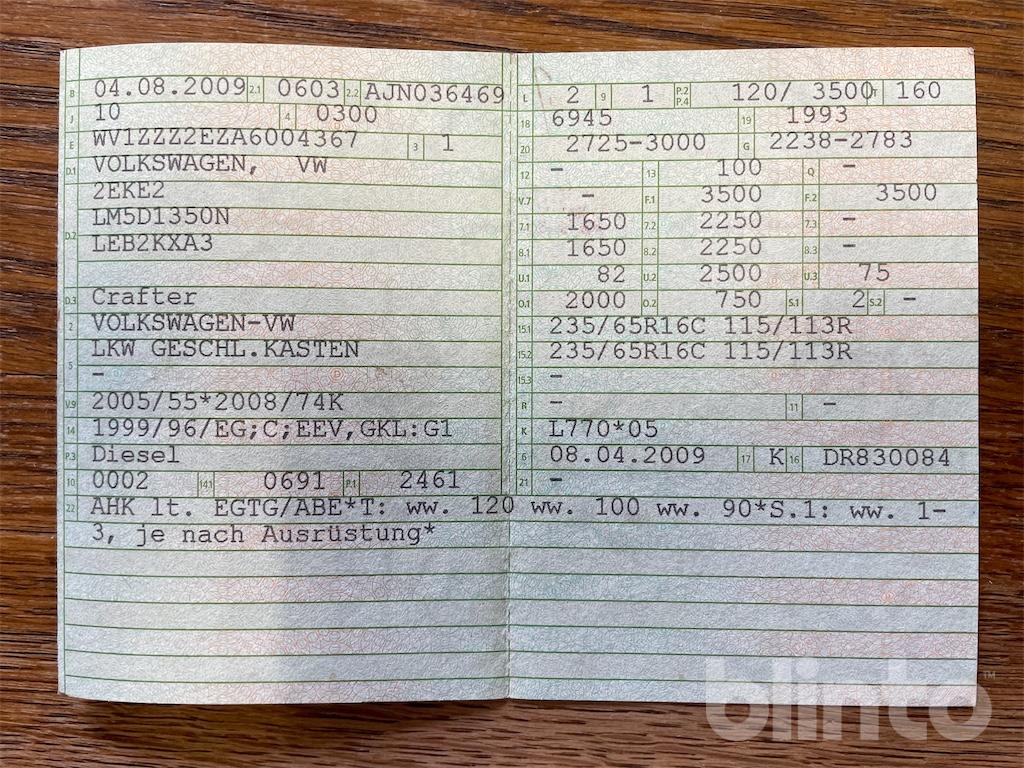 B 04.08.2009 2.1 0603 2.2 AJN036469
J 10 4 0300
E WV1ZZZ2EZA6004367 3 1
D.1 VOLKSWAGEN, VW
2EKE2
D.2 LM5D1350N
LEB2KXA3
D.3 Crafter
2 VOLKSWAGEN-VW
5 LKW GESCHL.KASTEN
-
V.9 2005/55*2008/74K
14 1999/96/EG;C;EEV,GKL:G1
P.3 Diesel
10 0002 14.1 0691 P.1 2461
L 2 9 1 P.2 P.4 120/ 3500 T 160
18 6945 19 1993
20 2725-3000 G 2238-2783
12 - 13 100 Q -
V.7 - F.1 3500 F.2 3500
7.1 1650 7.2 2250 7.3 -
8.1 1650 8.2 2250 8.3 -
U.1 82 U.2 2500 U.3 75
O.1 2000 O.2 750 S.1 2 S.2 -
15.1 235/65R16C 115/113R
15.2 235/65R16C 115/113R
15.3 -
R - 11 -
K L770*05
6 08.04.2009 17 K 16 DR830084
21 -
22 AHK lt. EGTG/ABE*T: ww. 120 ww. 100 ww. 90*S.1: ww. 1-
3, je nach Ausrüstung*
blinto™